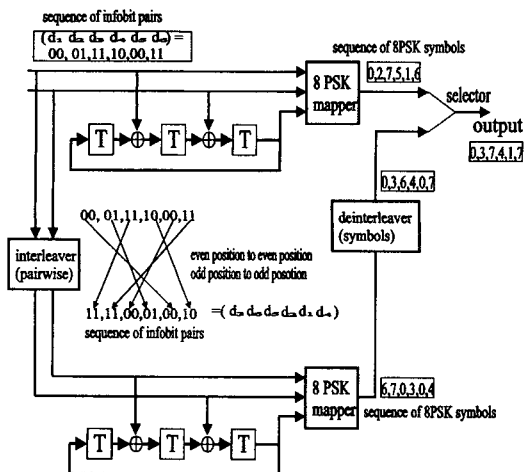 sequence of infobit pairs
( d₁ d₂ d₃ d₄ d₅ d₆) =
00, 01,11,10,00,11
sequence of 8PSK symbols
8 PSK
mapper
0,2,7,5,1,6
selector
output
0,3,7,4,1,7
T
T
T
0,3,6,4,0,7
deinterleaver
(symbols)
00, 01,11,10,00,11
interleaver
(pairwise)
even position to even position
odd position to odd posotion
11,11,00,01,00,10
sequence of infobit pairs
8 PSK
mapper
6,7,0,3,0,4
sequence of 8PSK symbols
T
T
T